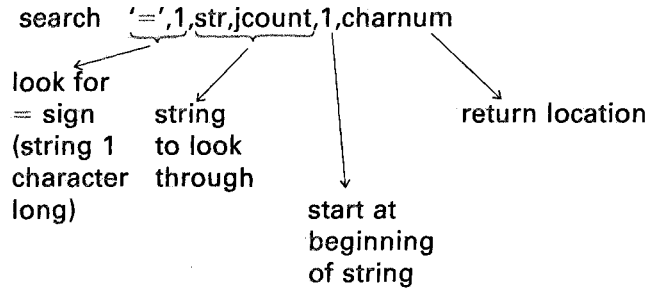 search '=',1,str,jcount,1,charnum
look for
= sign
(string 1
character
long)
string
to look
through
start at
beginning
of string
return location